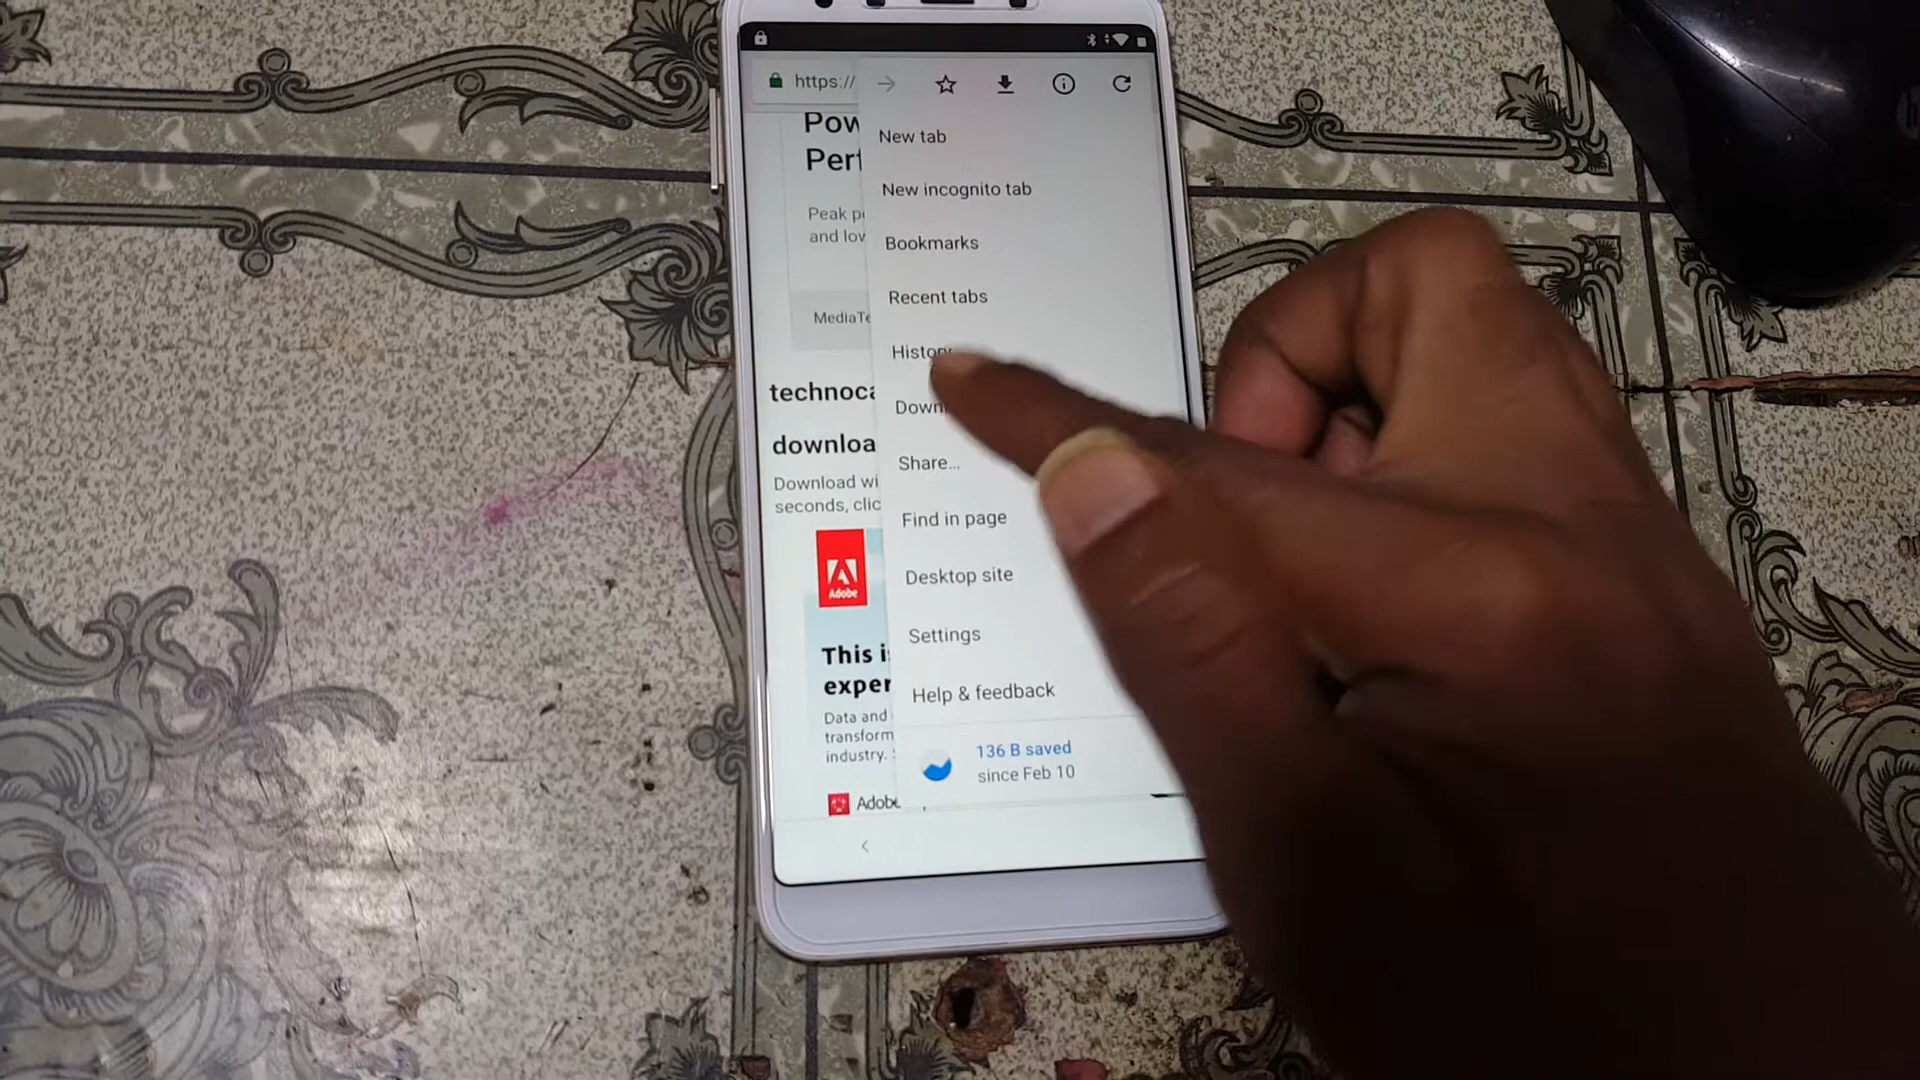 https://
New tab
Pow
Perf
New incognito tab
Peak p
and lov
Bookmarks
Recent tabs
MediaTe
History
technoca
Down
downloa
Share...
Download wi
seconds, clic
Find in page
Adobe
Desktop site
Settings
This i
exper
Help & feedback
Data and
transform
industry.
136 B saved
since Feb 10
Adobe